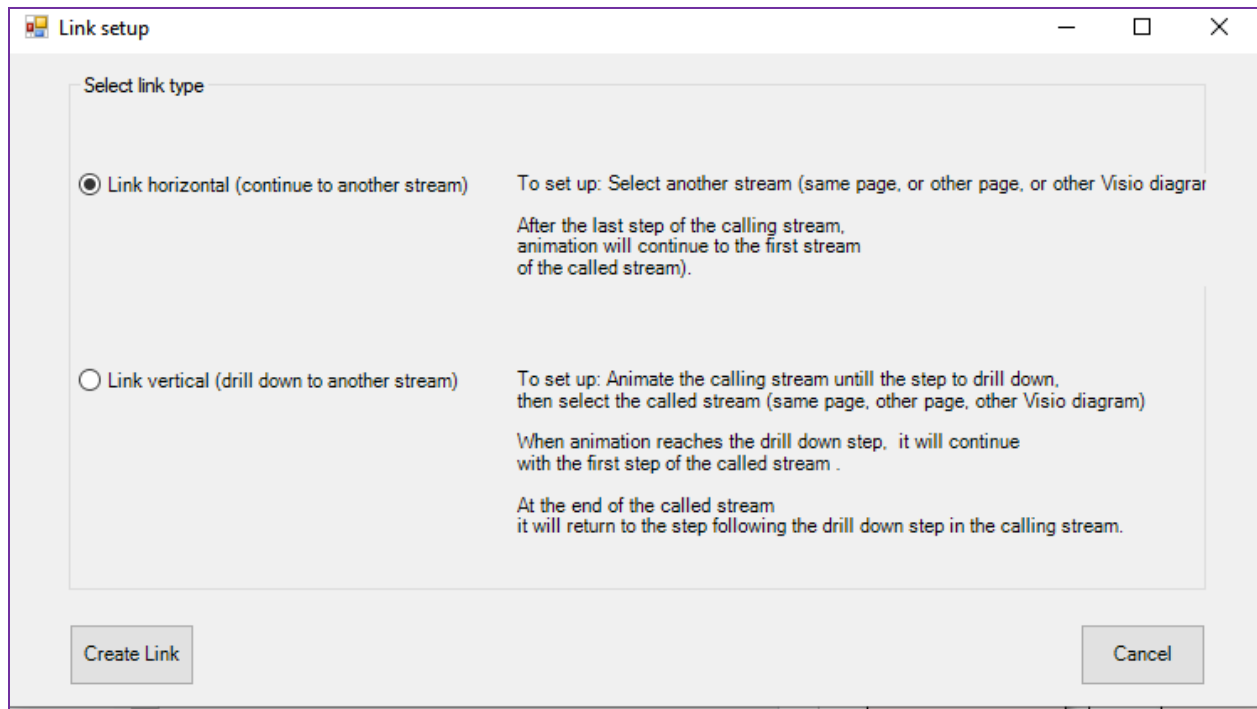 Link setup
Select link type
Link horizontal (continue to another stream)
To set up: Select another stream (same page, or other page, or other Visio diagrar
After the last step of the calling stream,
animation will continue to the first stream
of the called stream).
Link vertical (drill down to another stream)
To set up: Animate the calling stream untill the step to drill down,
then select the called stream (same page, other page, other Visio diagram)
When animation reaches the drill down step,  it will continue
with the first step of the called stream .
At the end of the called stream
it will return to the step following the drill down step in the calling stream.
Create Link
Cancel